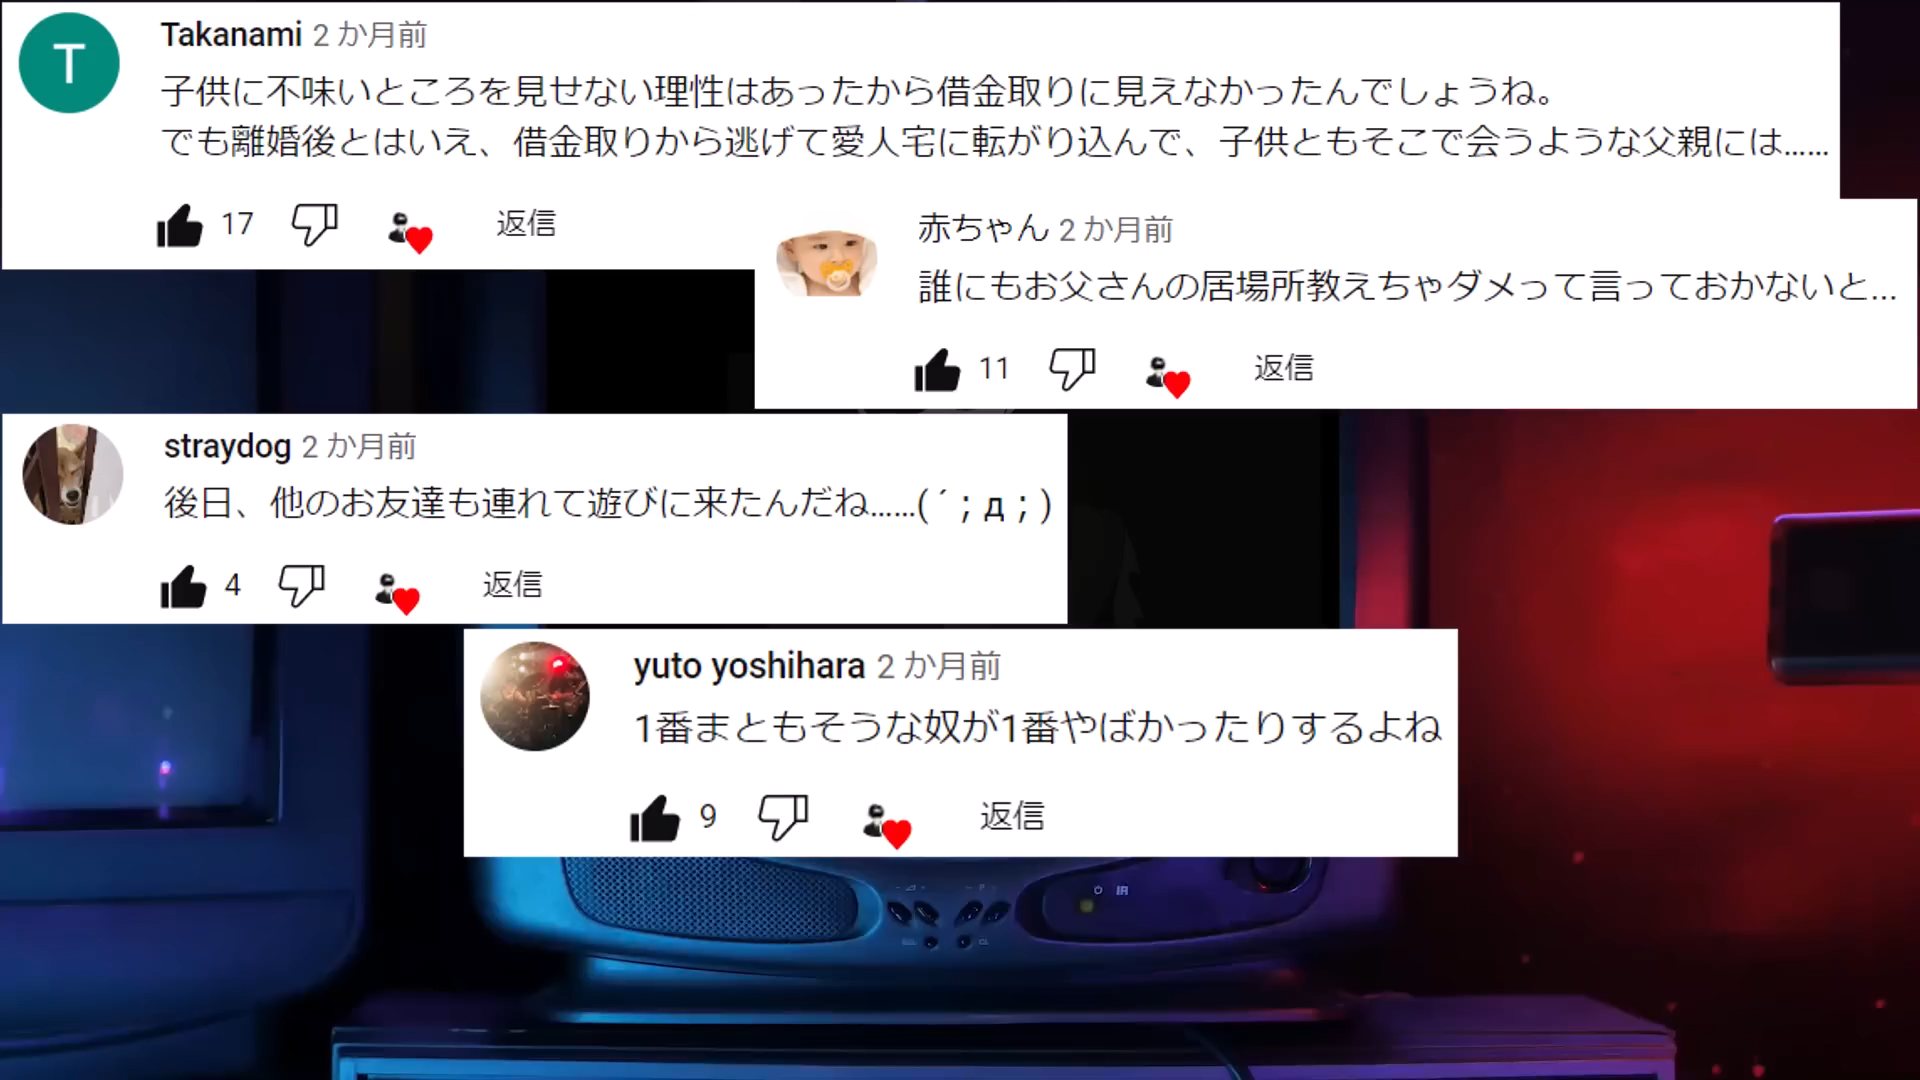 T
Takanami 2 か月前
子供に不味いところを見せない理性はあったから借金取りに見えなかったんでしょうね。
でも離婚後とはいえ、借金取りから逃げて愛人宅に転がり込んで、子供ともそこで会うような父親には......
17 返信
赤ちゃん 2 か月前
誰にもお父さんの居場所教えちゃダメって言っておかないと...
11 返信
straydog 2 か月前
後日、他のお友達も連れて遊びに来たんだね......(´；д；)
4 返信
yuto yoshihara 2 か月前
1番まともそうな奴が1番やばかったりするよね
9 返信